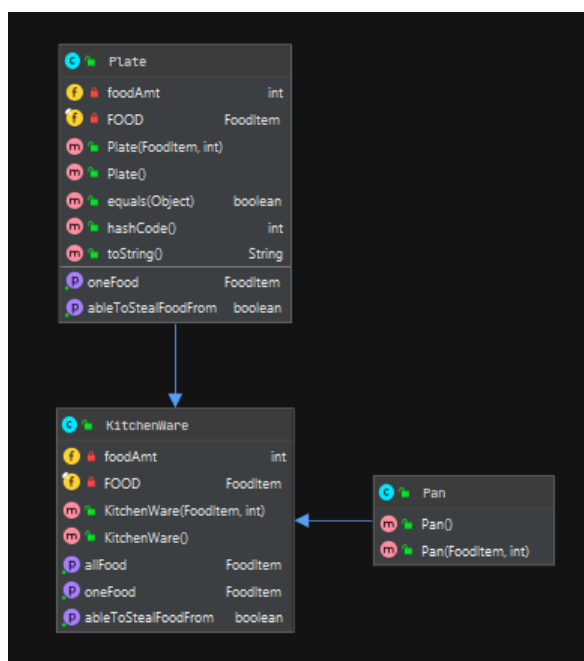 Plate
foodAmt int
FOOD FoodItem
Plate(FoodItem, int)
Plate()
equals(Object) boolean
hashCode() int
toString() String
oneFood FoodItem
ableToStealFoodFrom boolean
KitchenWare
foodAmt int
FOOD FoodItem
KitchenWare(FoodItem, int)
KitchenWare()
allFood FoodItem
oneFood FoodItem
ableToStealFoodFrom boolean
Pan
Pan()
Pan(FoodItem, int)